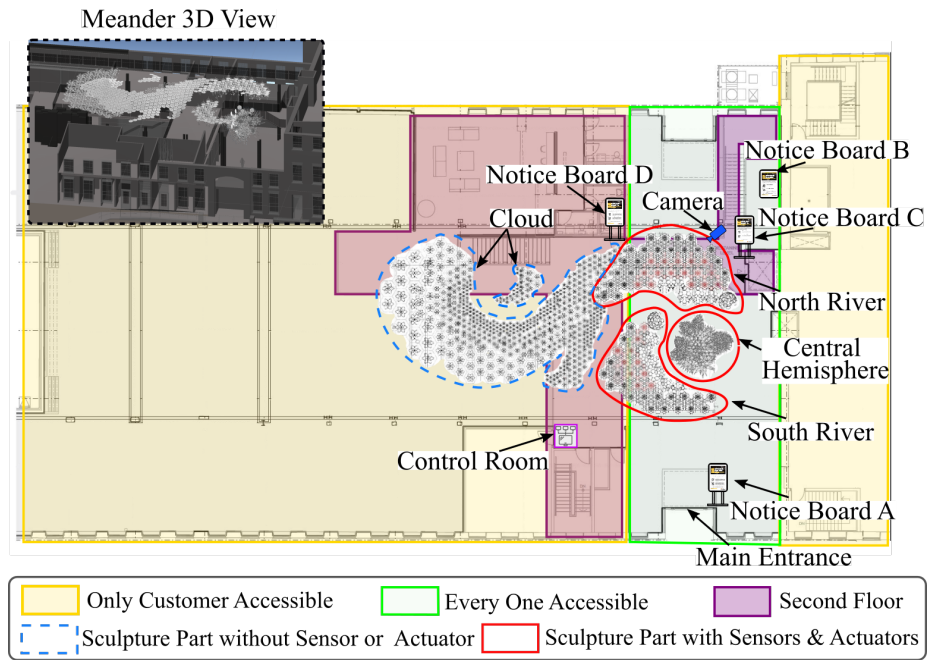 Meander 3D View
Notice Board B
Notice Board D
Camera
Cloud
Notice Board C
North River
Central
Hemisphere
South River
Control Room
Notice Board A
Main Entrance
Only Customer Accessible
Every One Accessible
Second Floor
Sculpture Part without Sensor or Actuator
Sculpture Part with Sensors & Actuators